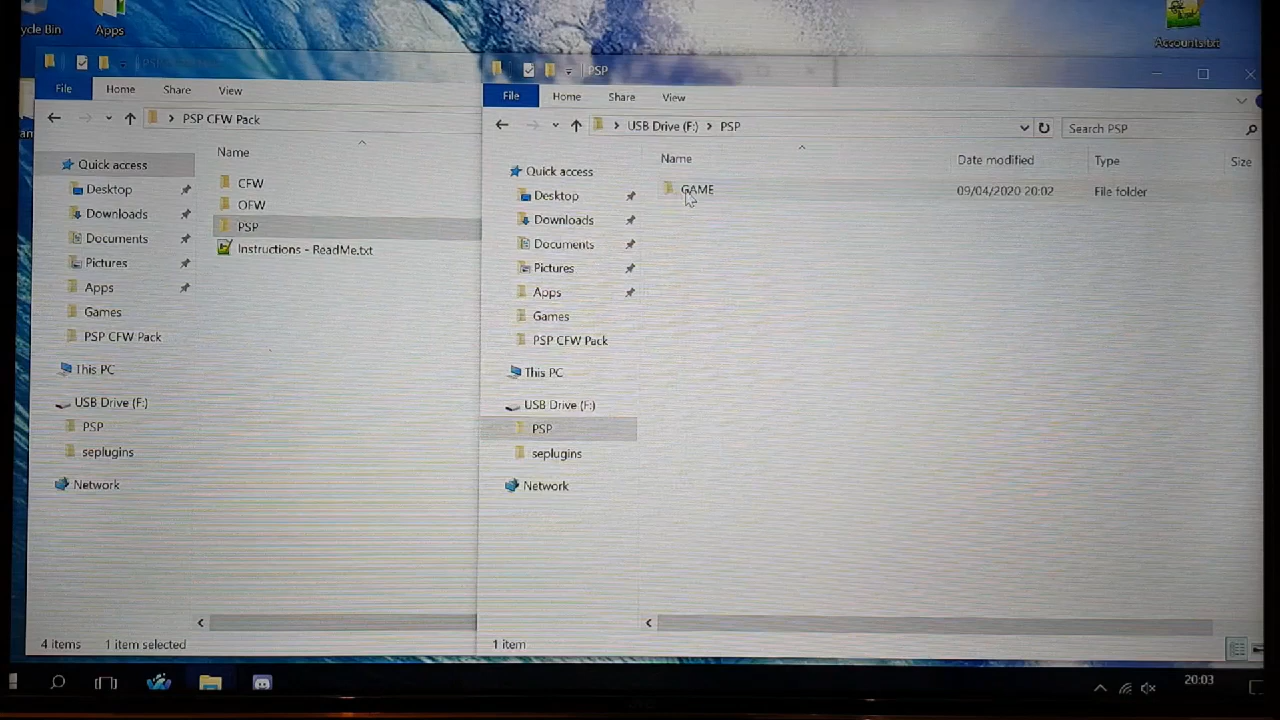 cycle Bin
Apps
Accounts.txt
PSP
File
Home
Share
View
PSP CFW Pack
Name
Quick access
Desktop
Downloads
Documents
Pictures
Apps
Games
PSP CFW Pack
This PC
USB Drive (F:)
PSP
seplugins
Network
CFW
OFW
PSP
Instructions - ReadMe.txt
4 items 1 item selected
PSP
File
Home
Share
View
USB Drive (F:) > PSP
Search PSP
Name
Date modified
Type
Size
Quick access
Desktop
Downloads
Documents
Pictures
Apps
Games
PSP CFW Pack
This PC
USB Drive (F:)
PSP
seplugins
Network
GAME
09/04/2020 20:02
File folder
1 item
20:03